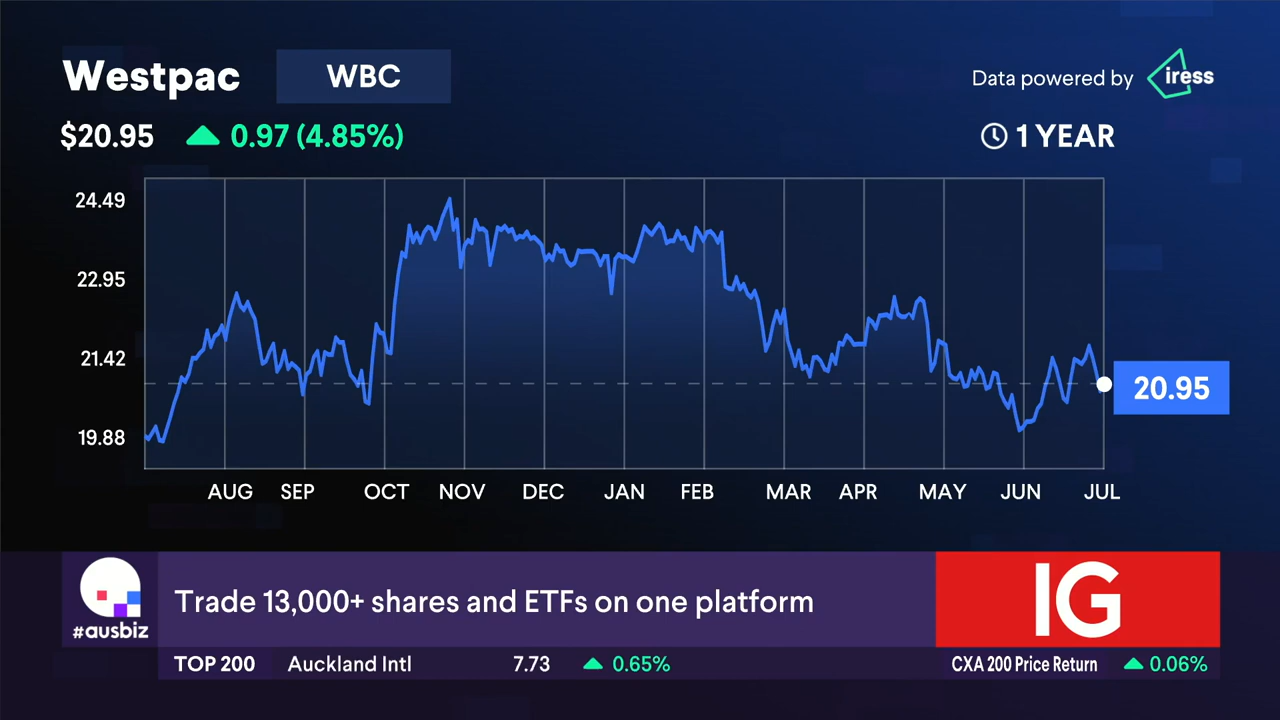 Westpac WBC
Data powered by iress
$20.95 0.97 (4.85%)
1 YEAR
24.49
22.95
21.42
19.88
20.95
AUG SEP OCT NOV DEC JAN FEB MAR APR MAY JUN JUL
#ausbiz
Trade 13,000+ shares and ETFs on one platform
IG
TOP 200 Auckland Intl 7.73 0.65% CXA 200 Price Return 0.06%